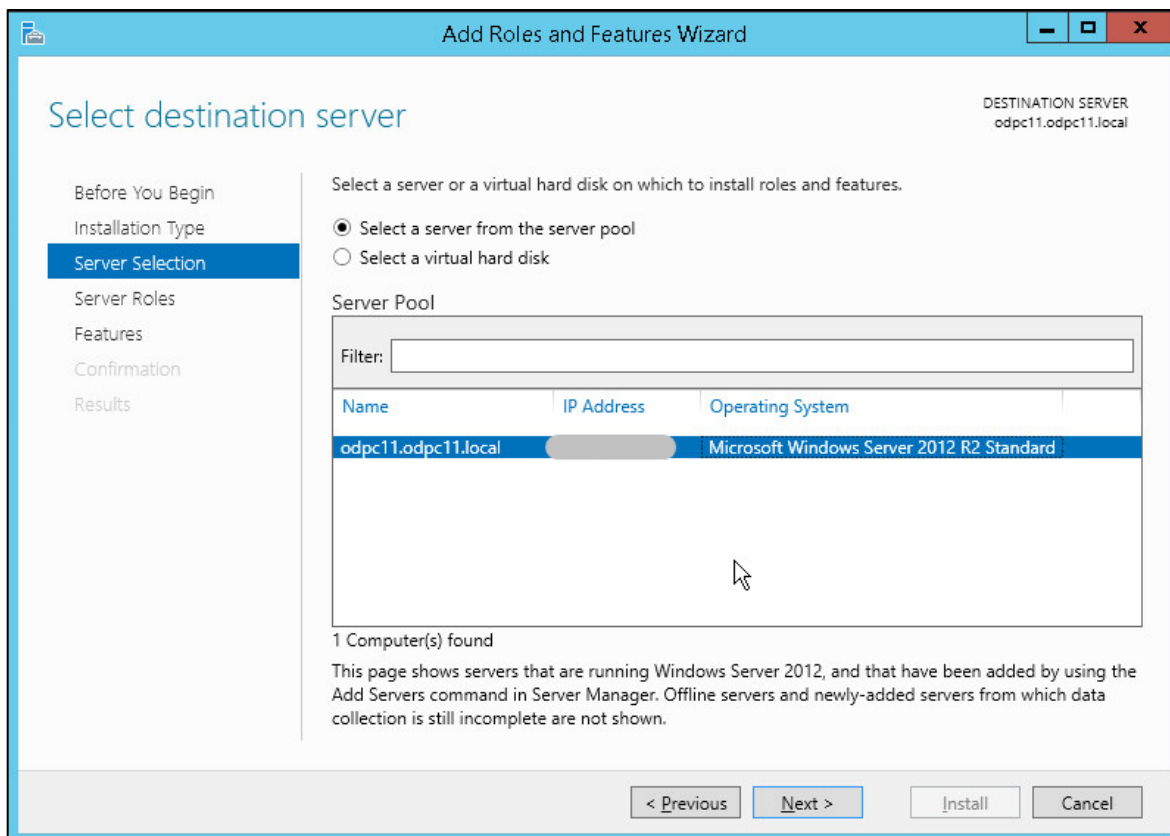 Add Roles and Features Wizard
Select destination server
DESTINATION SERVER
odpc11.odpc11.local
Before You Begin
Installation Type
Server Selection
Server Roles
Features
Confirmation
Results
Select a server or a virtual hard disk on which to install roles and features.
Select a server from the server pool
Select a virtual hard disk
Server Pool
Filter:
Name IP Address Operating System
odpc11.odpc11.local Microsoft Windows Server 2012 R2 Standard
1 Computer(s) found
This page shows servers that are running Windows Server 2012, and that have been added by using the
Add Servers command in Server Manager. Offline servers and newly-added servers from which data
collection is still incomplete are not shown.
< Previous Next > Install Cancel